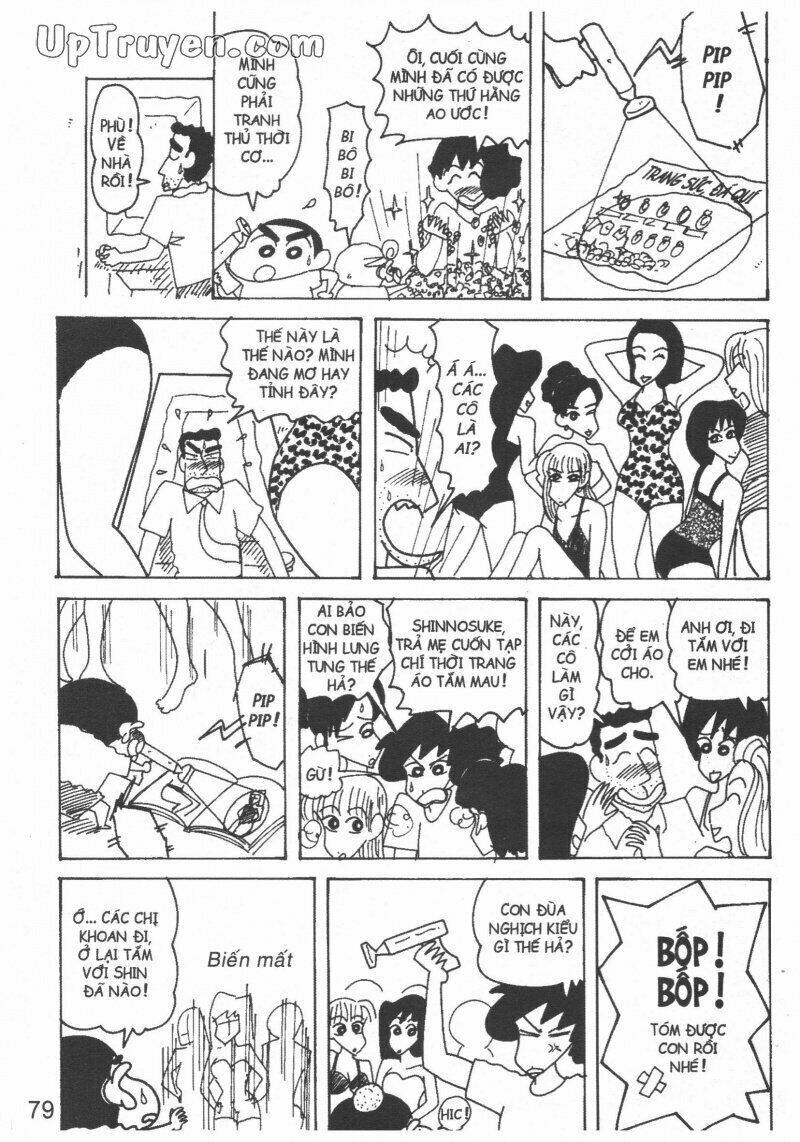 UpTruyen.com
PIP
PIP
!
TRANG SỨC, ĐÁ QUÍ
ÔI, CUỐI CÙNG
MÌNH ĐÃ CÓ ĐƯỢC
NHỮNG THỨ HẰNG
AO ƯỚC!
BI
BÔ
BI
BÔ!
MÌNH
CŨNG
PHẢI
TRANH
THỦ THỜI
CƠ...
PHÙ!
VỀ
NHÀ
RỒI!
Á Á...
CÁC
CÔ
LÀ
AI?
THẾ NÀY LÀ
THẾ NÀO? MÌNH
ĐANG MƠ HAY
TỈNH ĐÂY?
ANH ƠI, ĐI
TẮM VỚI
EM NHÉ!
ĐỂ EM
CỞI ÁO
CHO.
NÀY,
CÁC
CÔ
LÀM
GÌ
VẬY?
SHINNOSUKE,
TRẢ MẸ CUỐN TẠP
CHÍ THỜI TRANG
ÁO TẮM MAU!
AI BẢO
CON BIẾN
HÌNH LUNG
TUNG THẾ
HẢ?
GỪ!
PIP
PIP!
BỐP!
BỐP!
TÓM ĐƯỢC
CON RỒI
NHÉ!
CON ĐÙA
NGHỊCH KIỂU
GÌ THẾ HẢ?
HIC!
Ớ... CÁC CHỊ
KHOAN ĐI,
Ở LẠI TẮM
VỚI SHIN
ĐÃ NÀO!
Biến mất
79